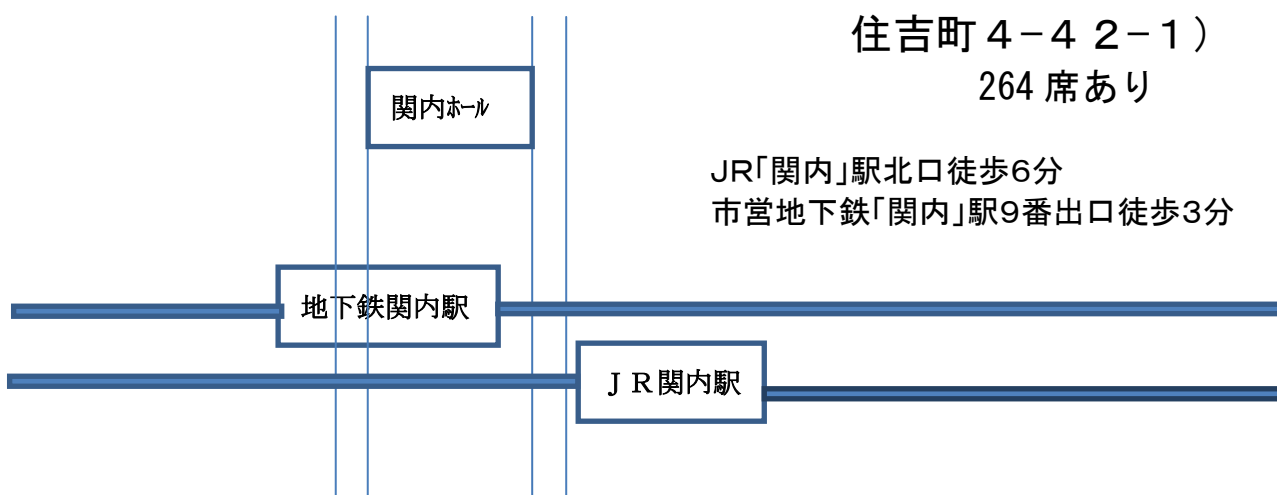 住吉町４−４２−１）
264 席あり
関内ﾎｰﾙ
JR「関内」駅北口徒歩6分
市営地下鉄「関内」駅9番出口徒歩3分
地下鉄関内駅
ＪＲ関内駅